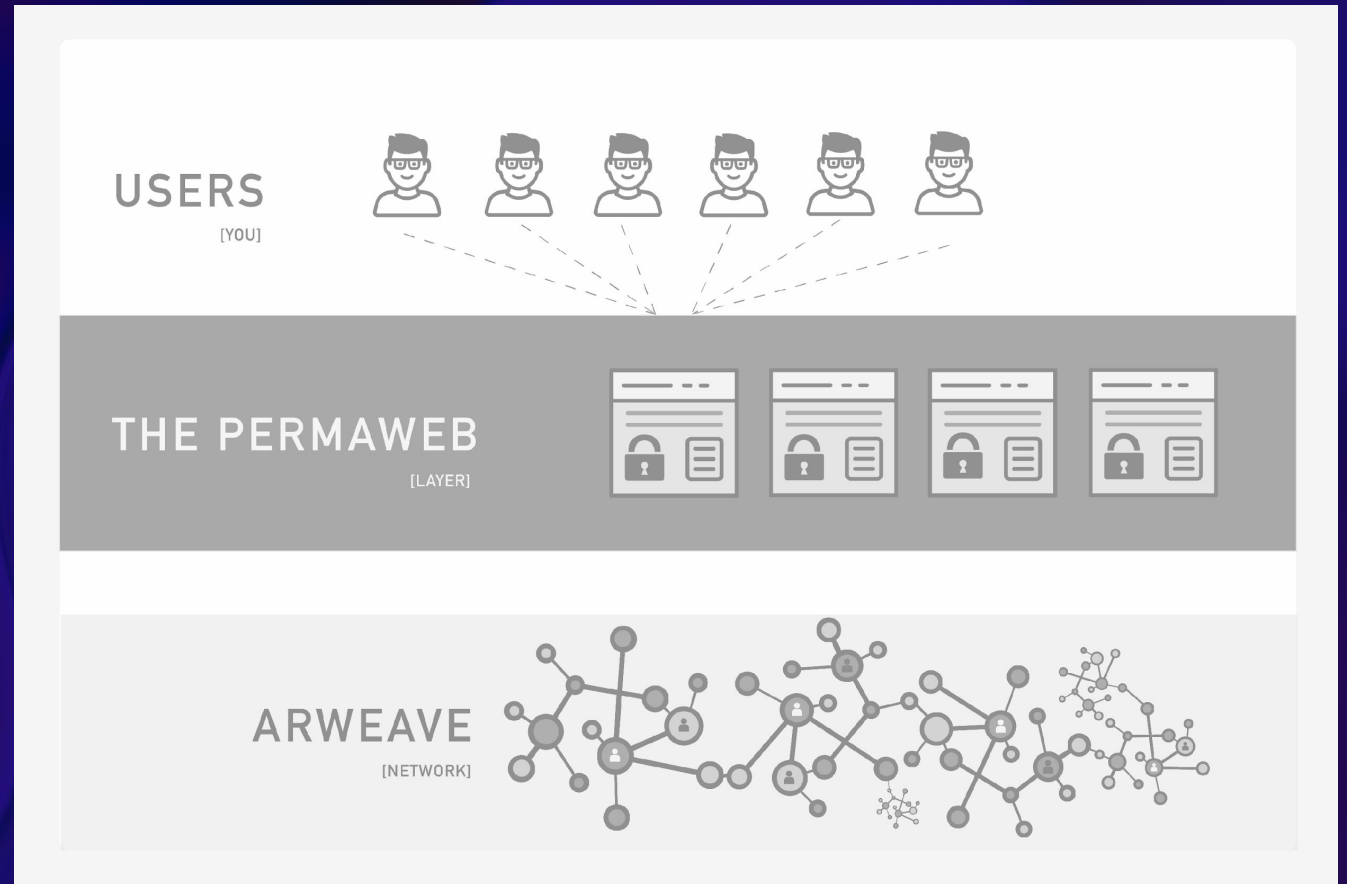 USERS
[YOU]
THE PERMAWEB
[LAYER]
ARWEAVE
[NETWORK]